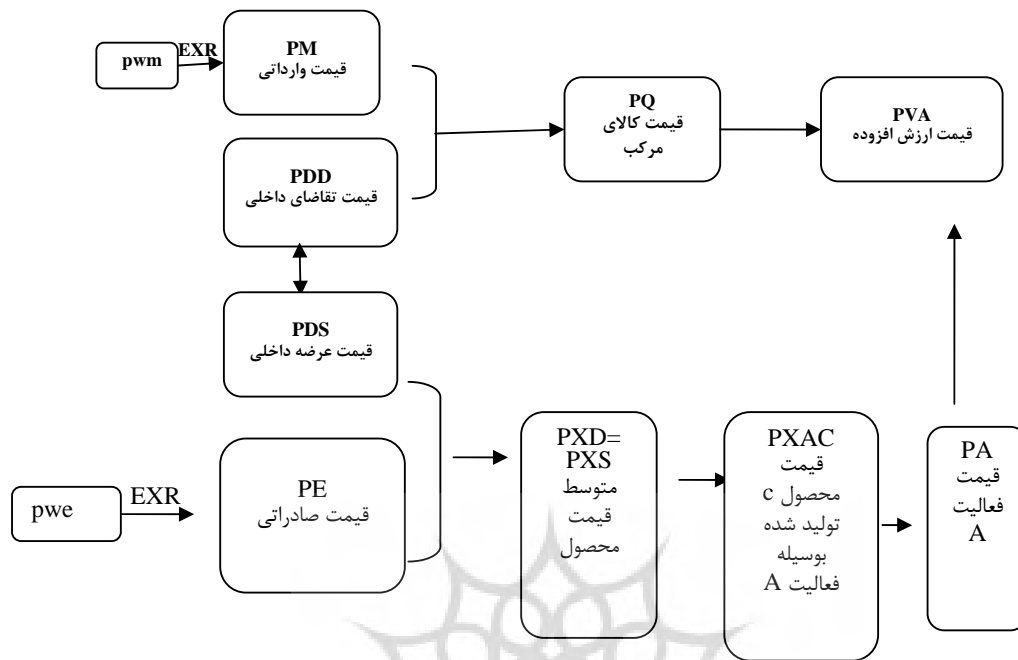 pwm
EXR
PM
قیمت وارداتی
PDD
قیمت تقاضای داخلی
PQ
قیمت کالای
مرکب
PVA
قیمت ارزش افزوده
PDS
قیمت عرضه داخلی
pwe
EXR
PE
قیمت صادراتی
PXD=
PXS
متوسط
قیمت
محصول
PXAC
قیمت
محصول c
تولید شده
بوسیله
فعالیت A
PA
قیمت
فعالیت
A